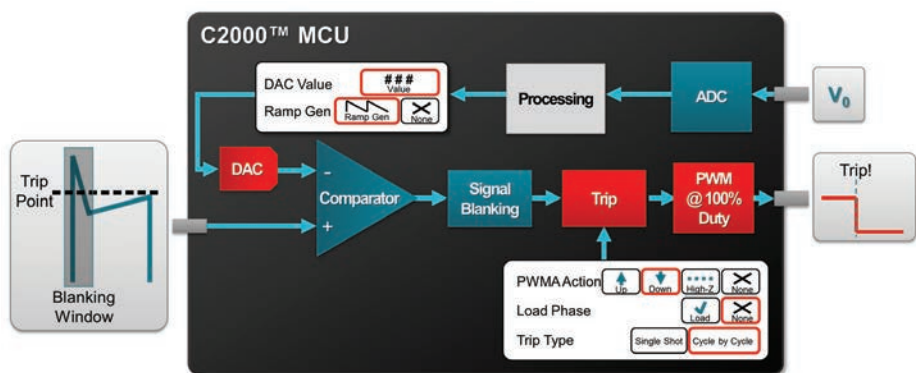 C2000™ MCU
DAC Value
###
Value
Ramp Gen
Ramp Gen
None
Processing
ADC
V0
Trip
Point
Blanking
Window
DAC
-
+
Comparator
Signal
Blanking
Trip
PWM
@ 100%
Duty
Trip!
PWMA Action
Up
Down
High-Z
None
Load Phase
Load
None
Trip Type
Single Shot
Cycle by Cycle